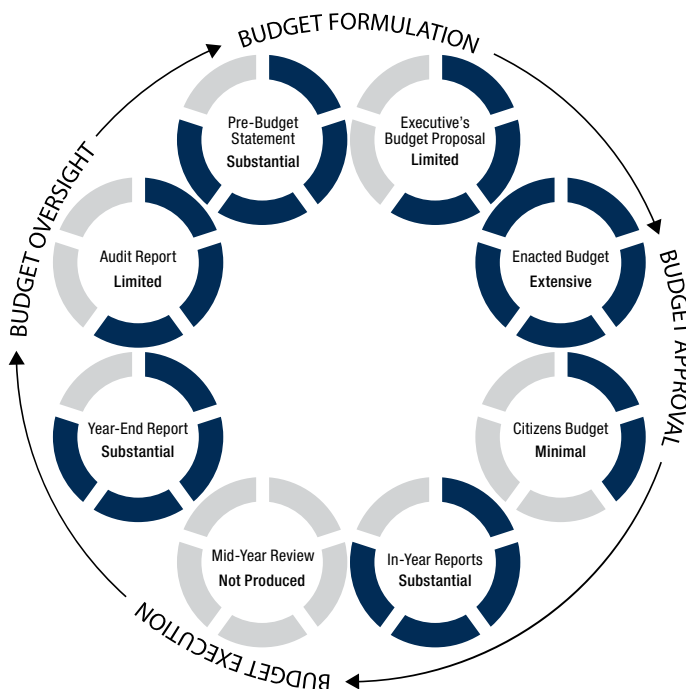 BUDGET FORMULATION
Pre-Budget
Statement
Substantial
Executive's
Budget Proposal
Limited
Enacted Budget
Extensive
BUDGET APPROVAL
Citizens Budget
Minimal
In-Year Reports
Substantial
Mid-Year Review
Not Produced
BUDGET EXECUTION
Year-End Report
Substantial
Audit Report
Limited
BUDGET OVERSIGHT